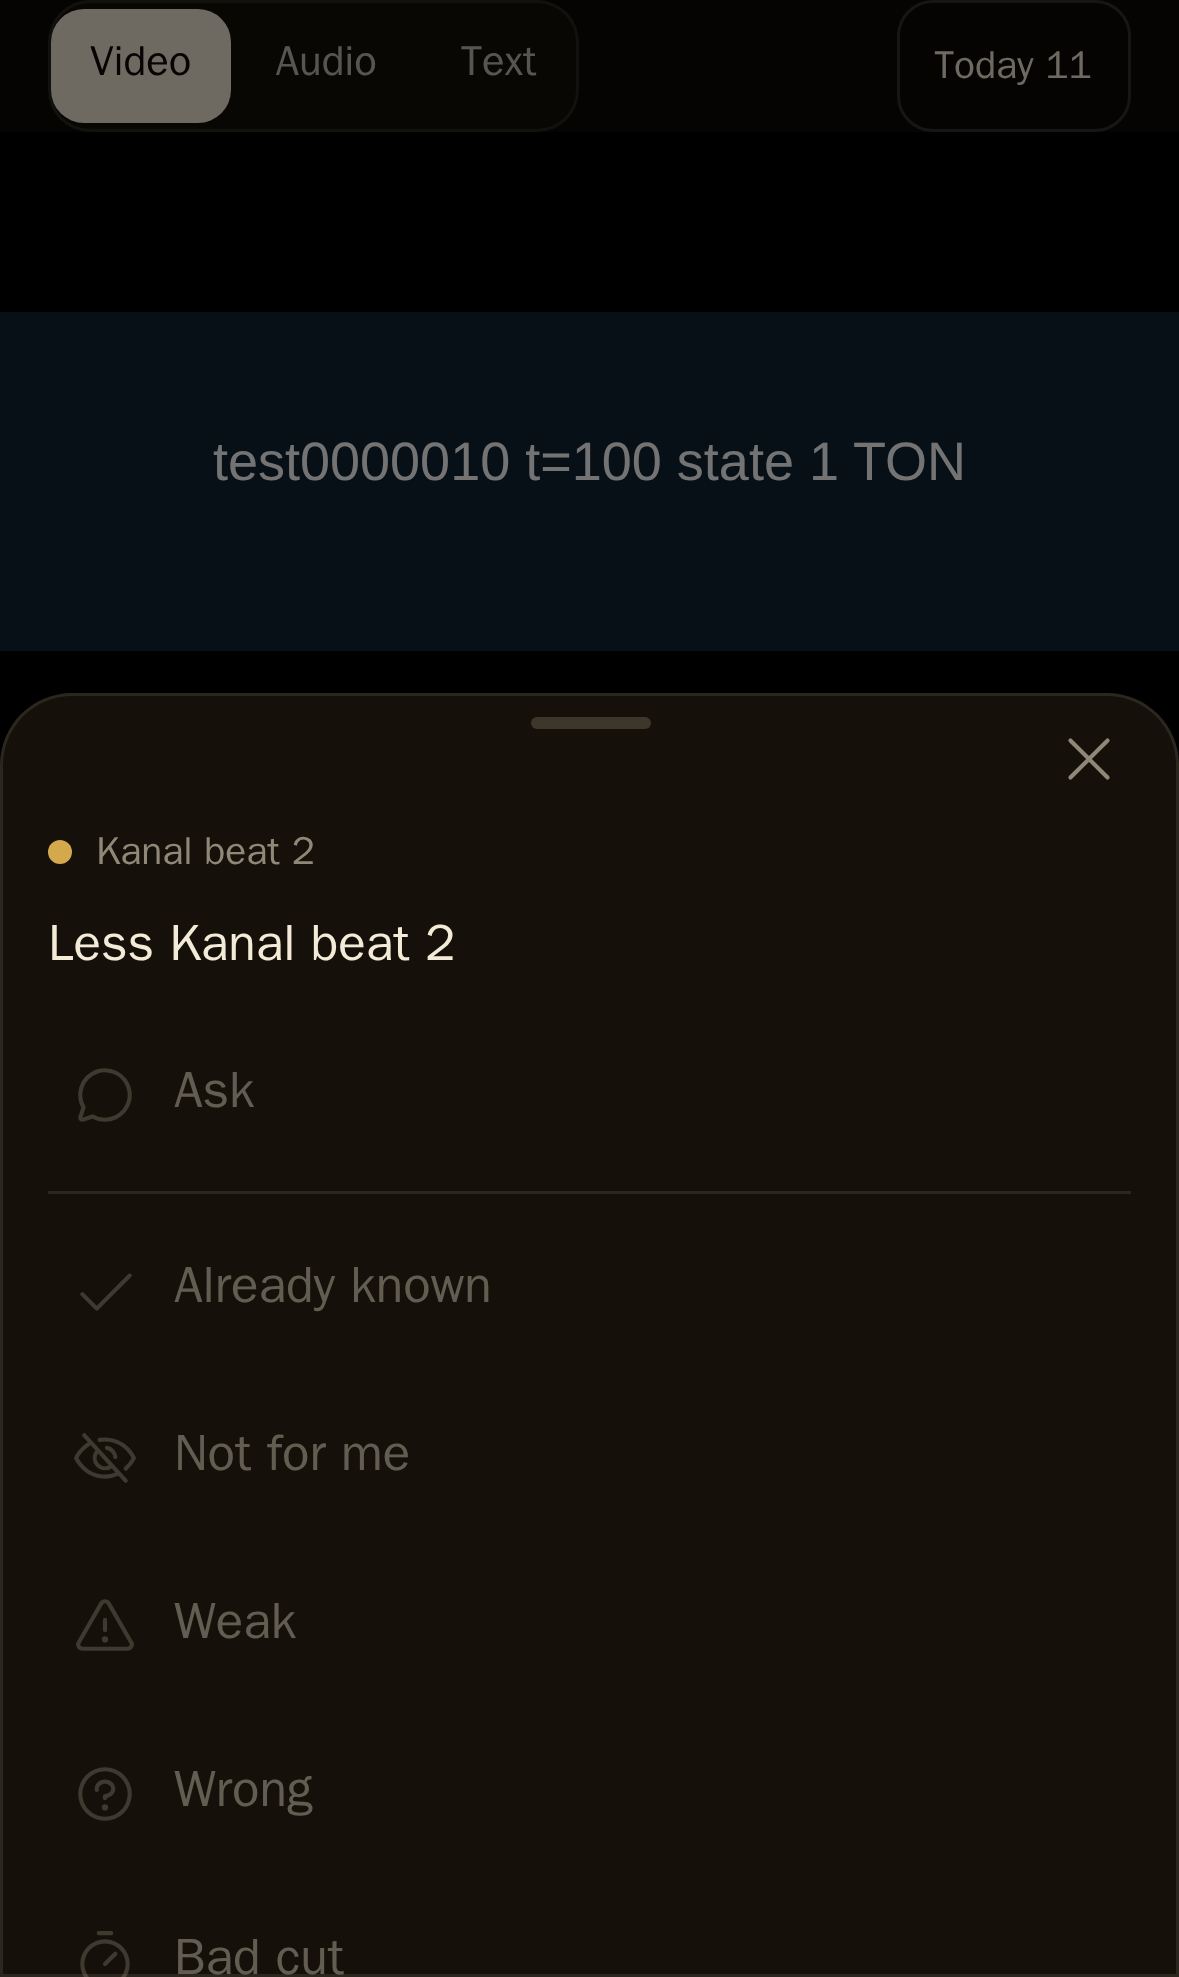 Video Audio Text Today 11
test0000010 t=100 state 1 TON
Kanal beat 2
Less Kanal beat 2
Ask
Already known
Not for me
Weak
Wrong
Bad cut